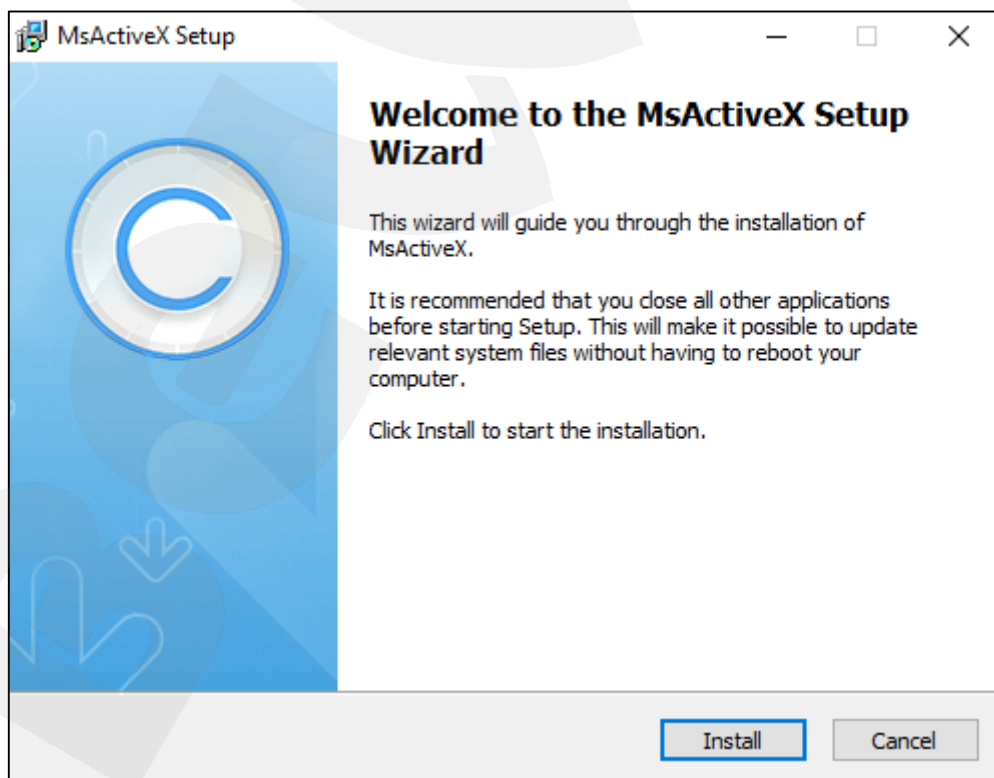 MsActiveX Setup
Welcome to the MsActiveX Setup
Wizard
This wizard will guide you through the installation of
MsActiveX.
It is recommended that you close all other applications
before starting Setup. This will make it possible to update
relevant system files without having to reboot your
computer.
Click Install to start the installation.
Install Cancel